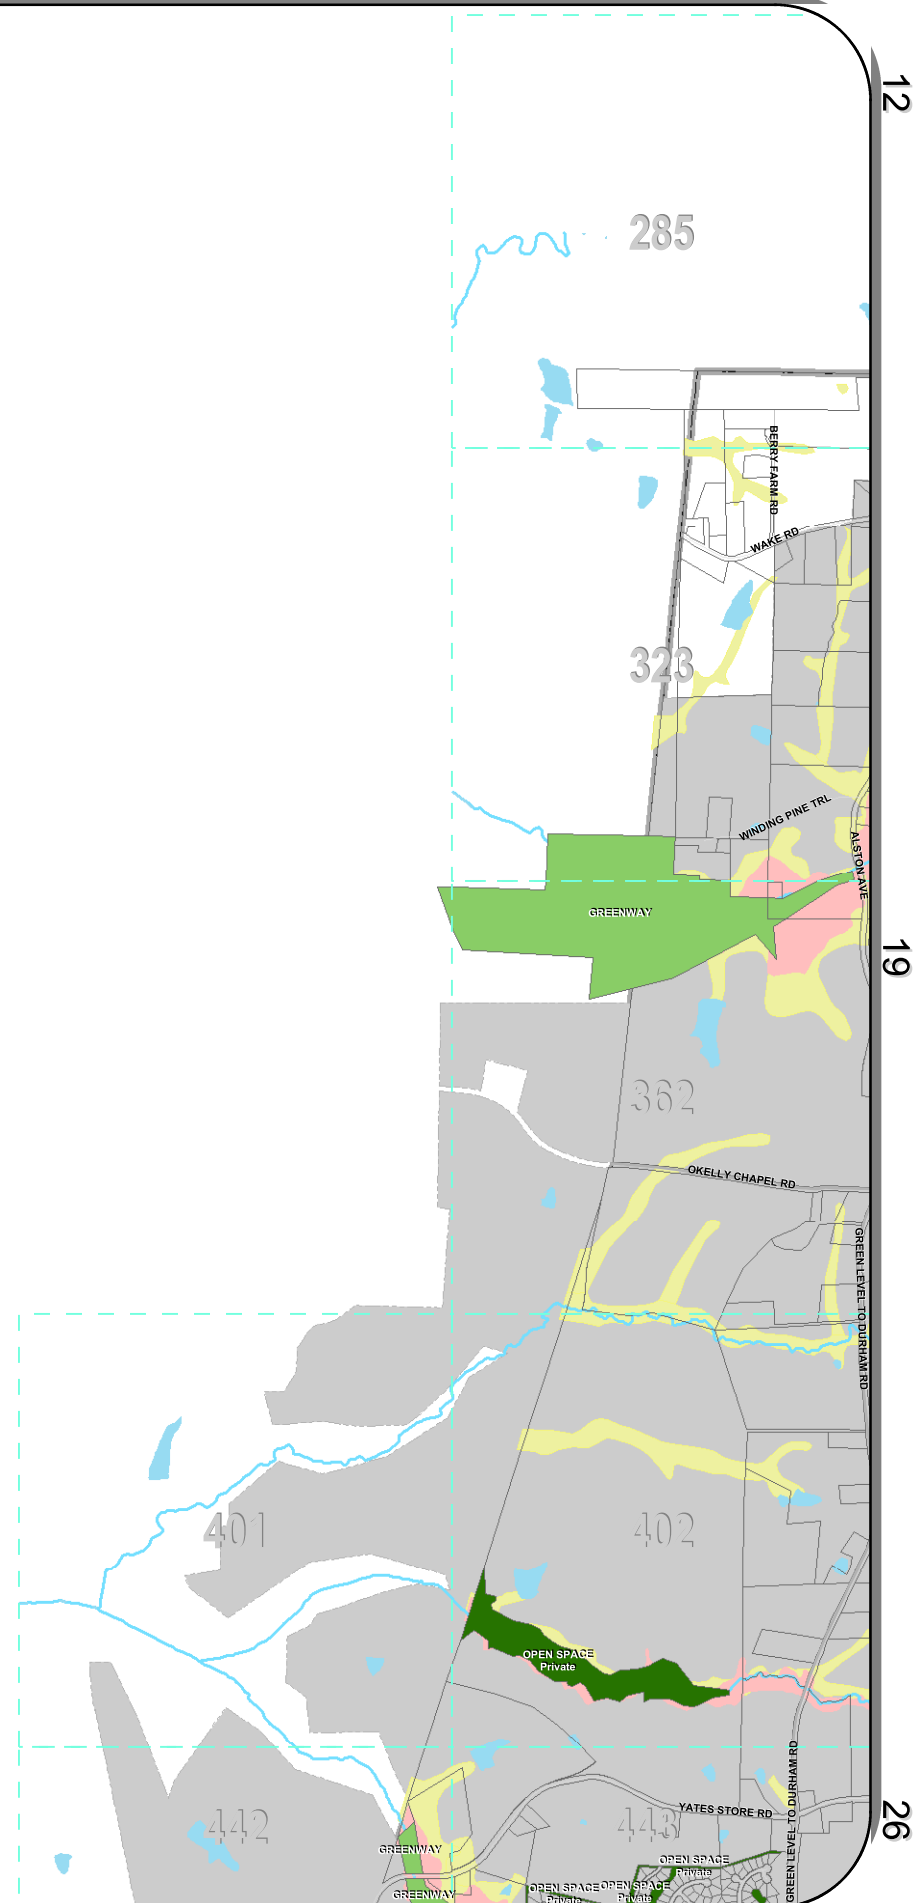 12
285
BERRY FARM RD
WAKE RD
323
WINDING PINE TRL
ALSTON AVE
GREENWAY
19
362
OKELLY CHAPEL RD
GREEN LEVEL TO DURHAM RD
401
402
OPEN SPACE
Private
GREEN LEVEL TO DURHAM RD
YATES STORE RD
442
443
26
GREENWAY
OPEN SPACE
Private
OPEN SPACE
Private
OPEN SPACE
Private
GREENWAY